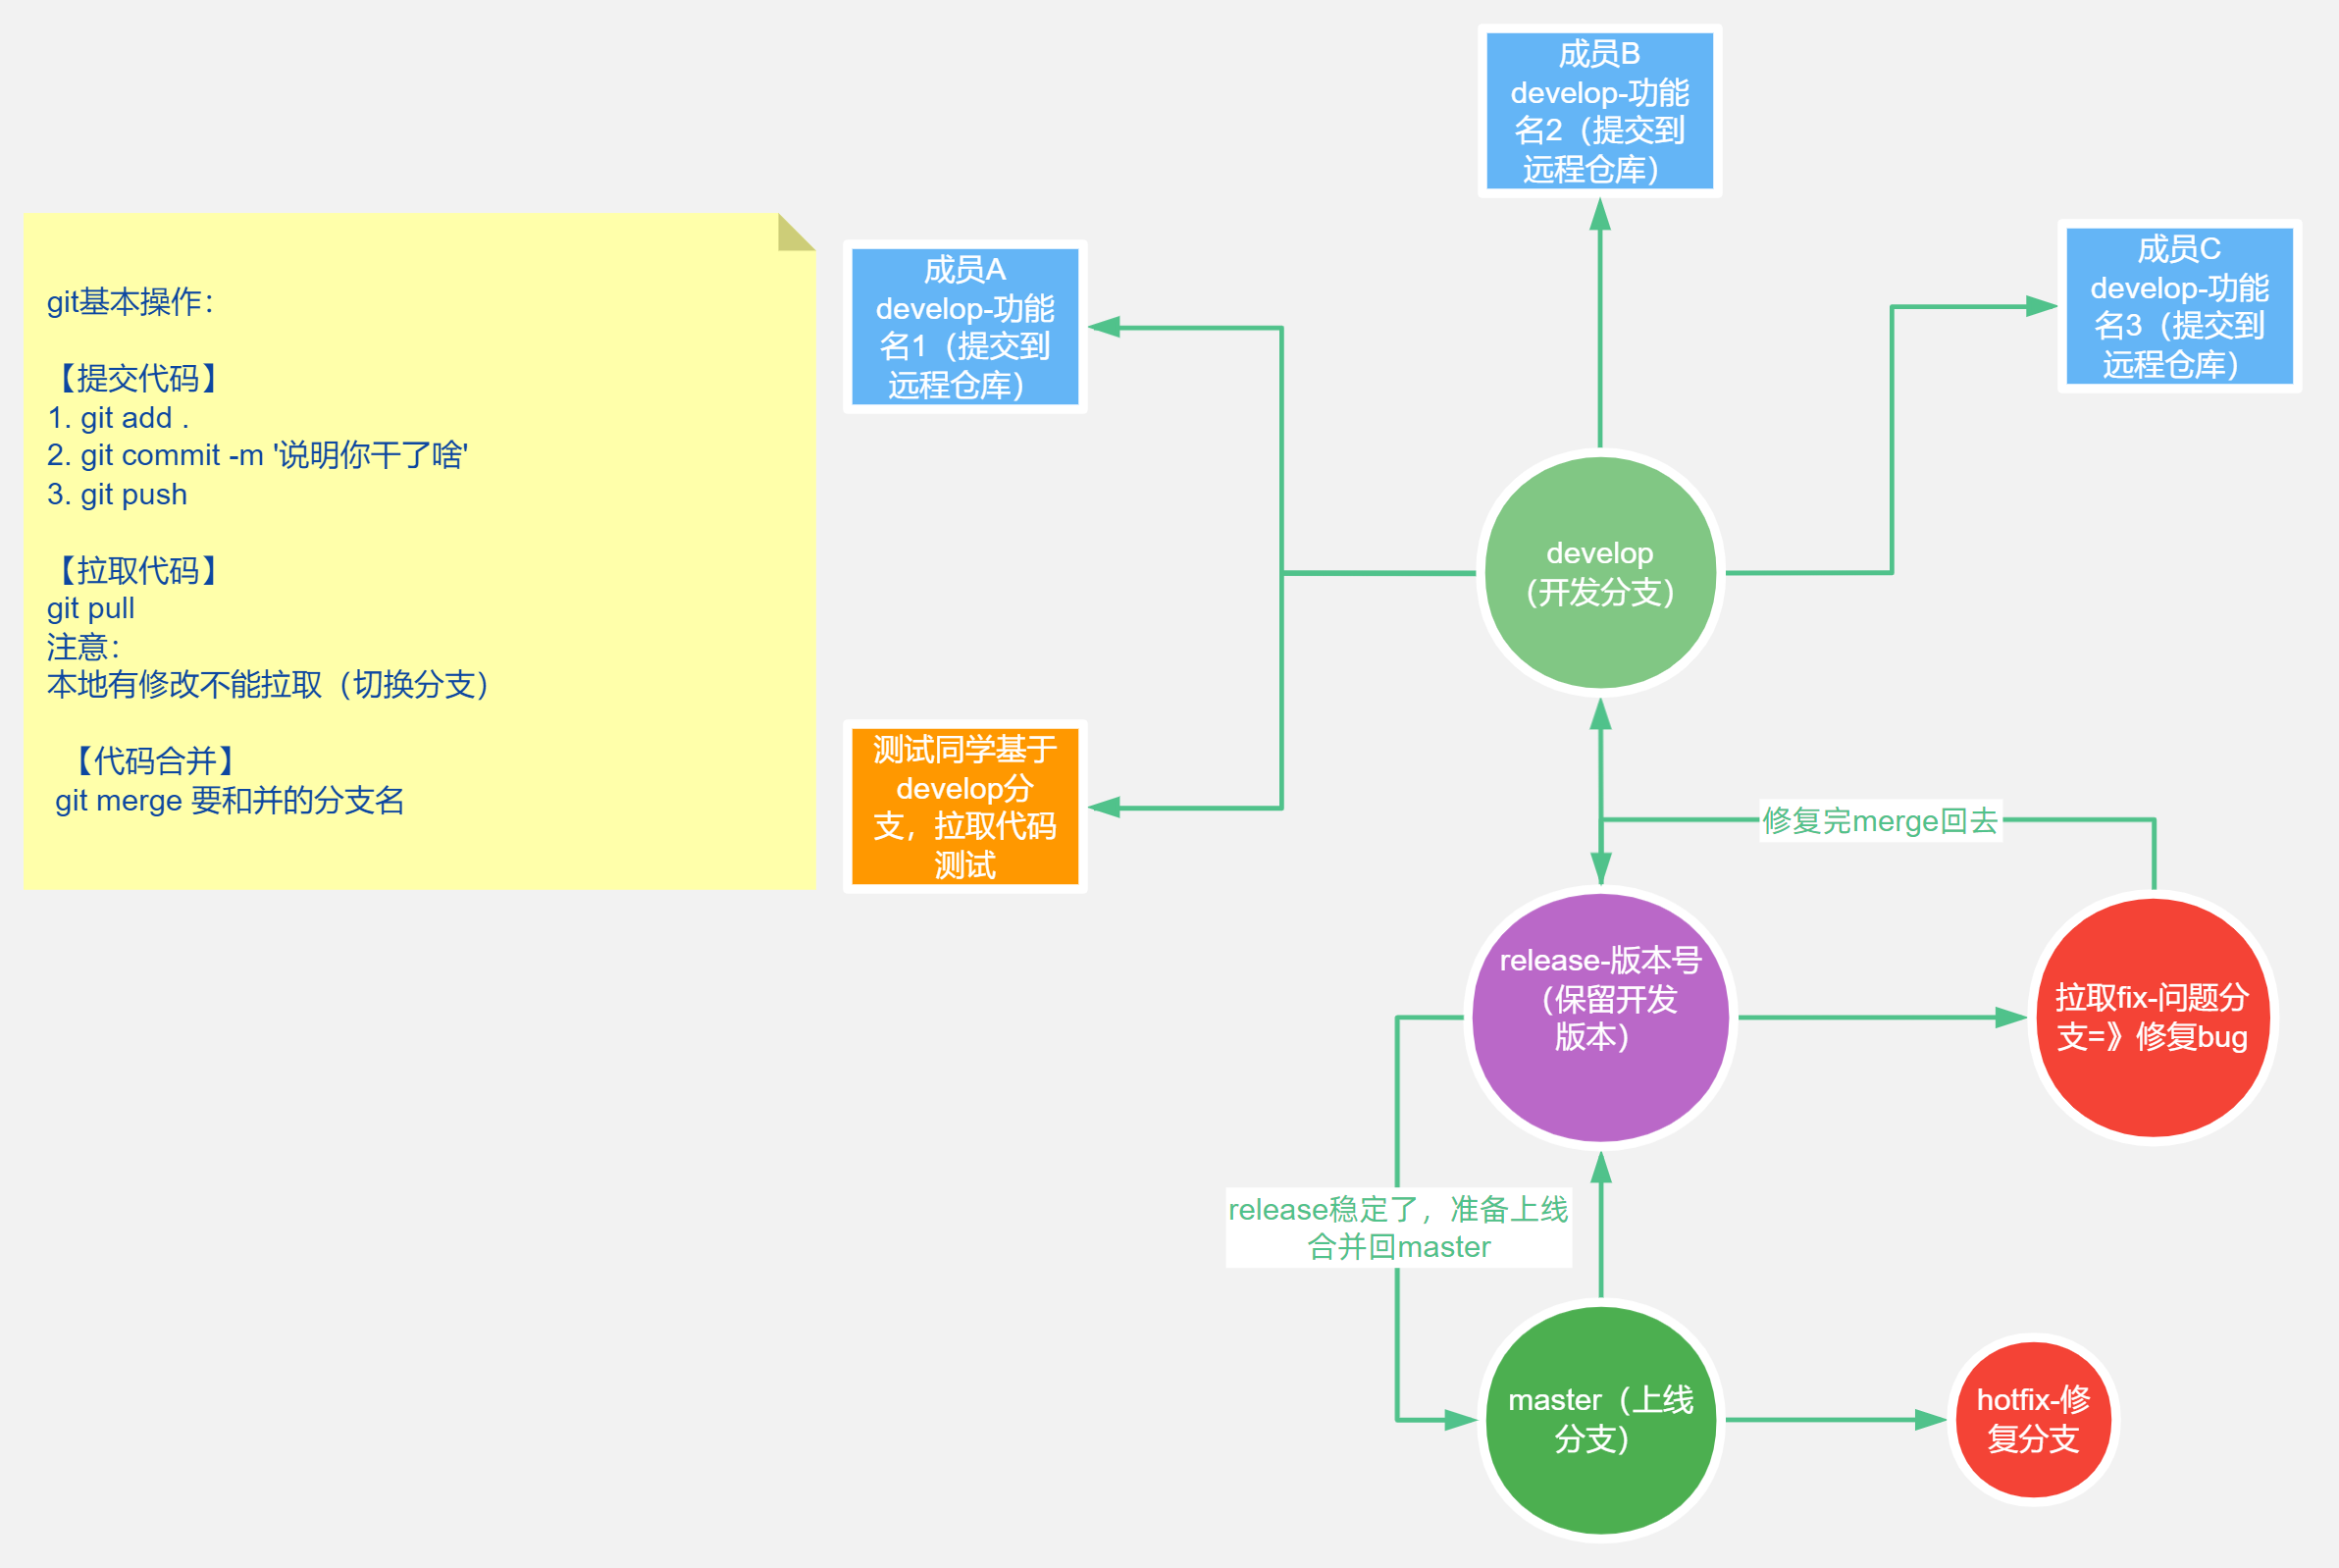 成员B
develop-功能
名2（提交到
远程仓库）
成员A
develop-功能
名1（提交到
远程仓库）
成员C
develop-功能
名3（提交到
远程仓库）
git基本操作：
【提交代码】
1. git add .
2. git commit -m '说明你干了啥'
3. git push
【拉取代码】
git pull
注意：
本地有修改不能拉取（切换分支）
【代码合并】
git merge 要和并的分支名
develop
（开发分支）
测试同学基于
develop分
支，拉取代码
测试
修复完merge回去
release-版本号
（保留开发
版本）
拉取fix-问题分
支=》修复bug
release稳定了，准备上线
合并回master
master（上线
分支）
hotfix-修
复分支